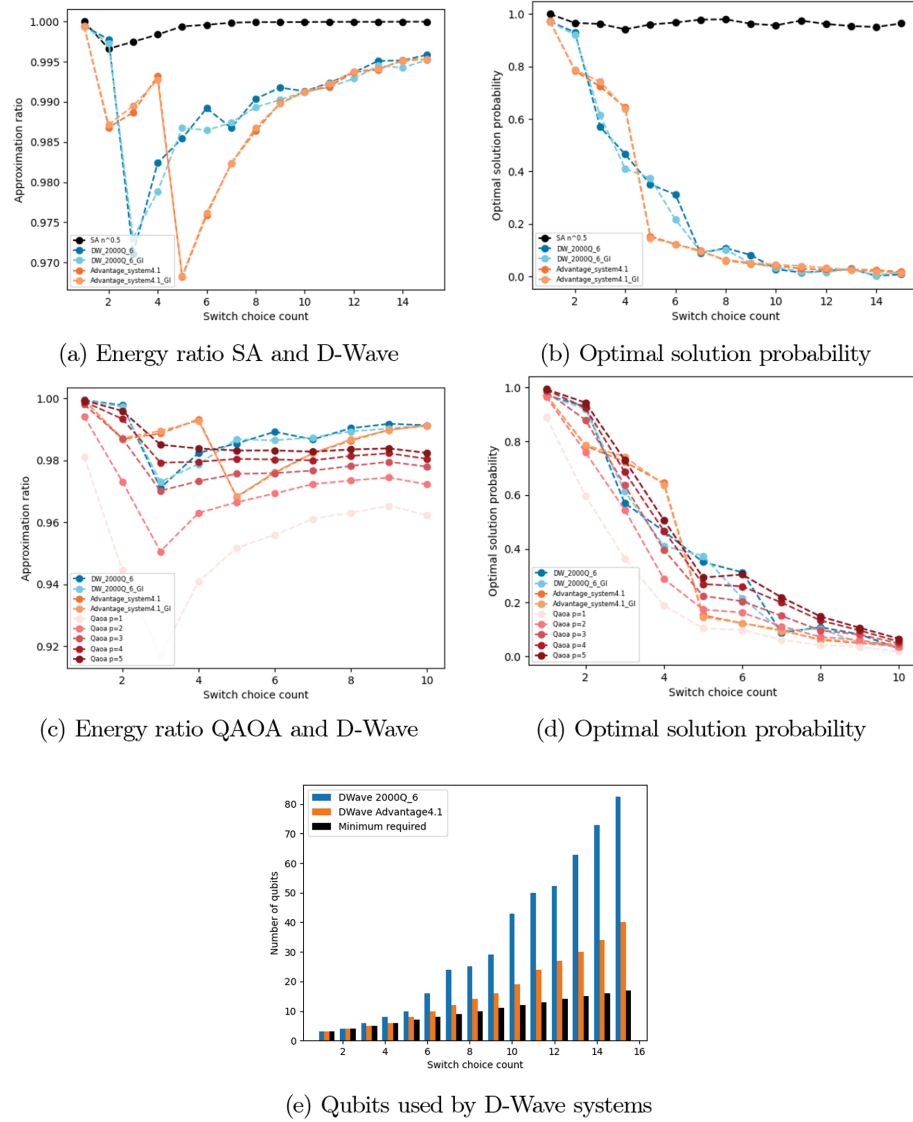 1.000
0.995
0.990
0.985
0.980
0.975
0.970
Approximation ratio
SA n^0.5
DW_2000Q_6
DW_2000Q_6_GI
Advantage_system4.1
Advantage_system4.1_GI
2 4 6 8 10 12 14
Switch choice count
(a) Energy ratio SA and D-Wave
1.0
0.8
0.6
0.4
0.2
0.0
Optimal solution probability
SA n^0.5
DW_2000Q_6
DW_2000Q_6_GI
Advantage_system4.1
Advantage_system4.1_GI
2 4 6 8 10 12 14
Switch choice count
(b) Optimal solution probability
1.00
0.98
0.96
0.94
0.92
Approximation ratio
DW_2000Q_6
DW_2000Q_6_GI
Advantage_system4.1
Advantage_system4.1_GI
Qaoa p=1
Qaoa p=2
Qaoa p=3
Qaoa p=4
Qaoa p=5
2 4 6 8 10
Switch choice count
(c) Energy ratio QAOA and D-Wave
1.0
0.8
0.6
0.4
0.2
0.0
Optimal solution probability
DW_2000Q_6
DW_2000Q_6_GI
Advantage_system4.1
Advantage_system4.1_GI
Qaoa p=1
Qaoa p=2
Qaoa p=3
Qaoa p=4
Qaoa p=5
2 4 6 8 10
Switch choice count
(d) Optimal solution probability
80
70
60
50
40
30
20
10
0
Number of qubits
DWave 2000Q_6
DWave Advantage4.1
Minimum required
2 4 6 8 10 12 14 16
Switch choice count
(e) Qubits used by D-Wave systems